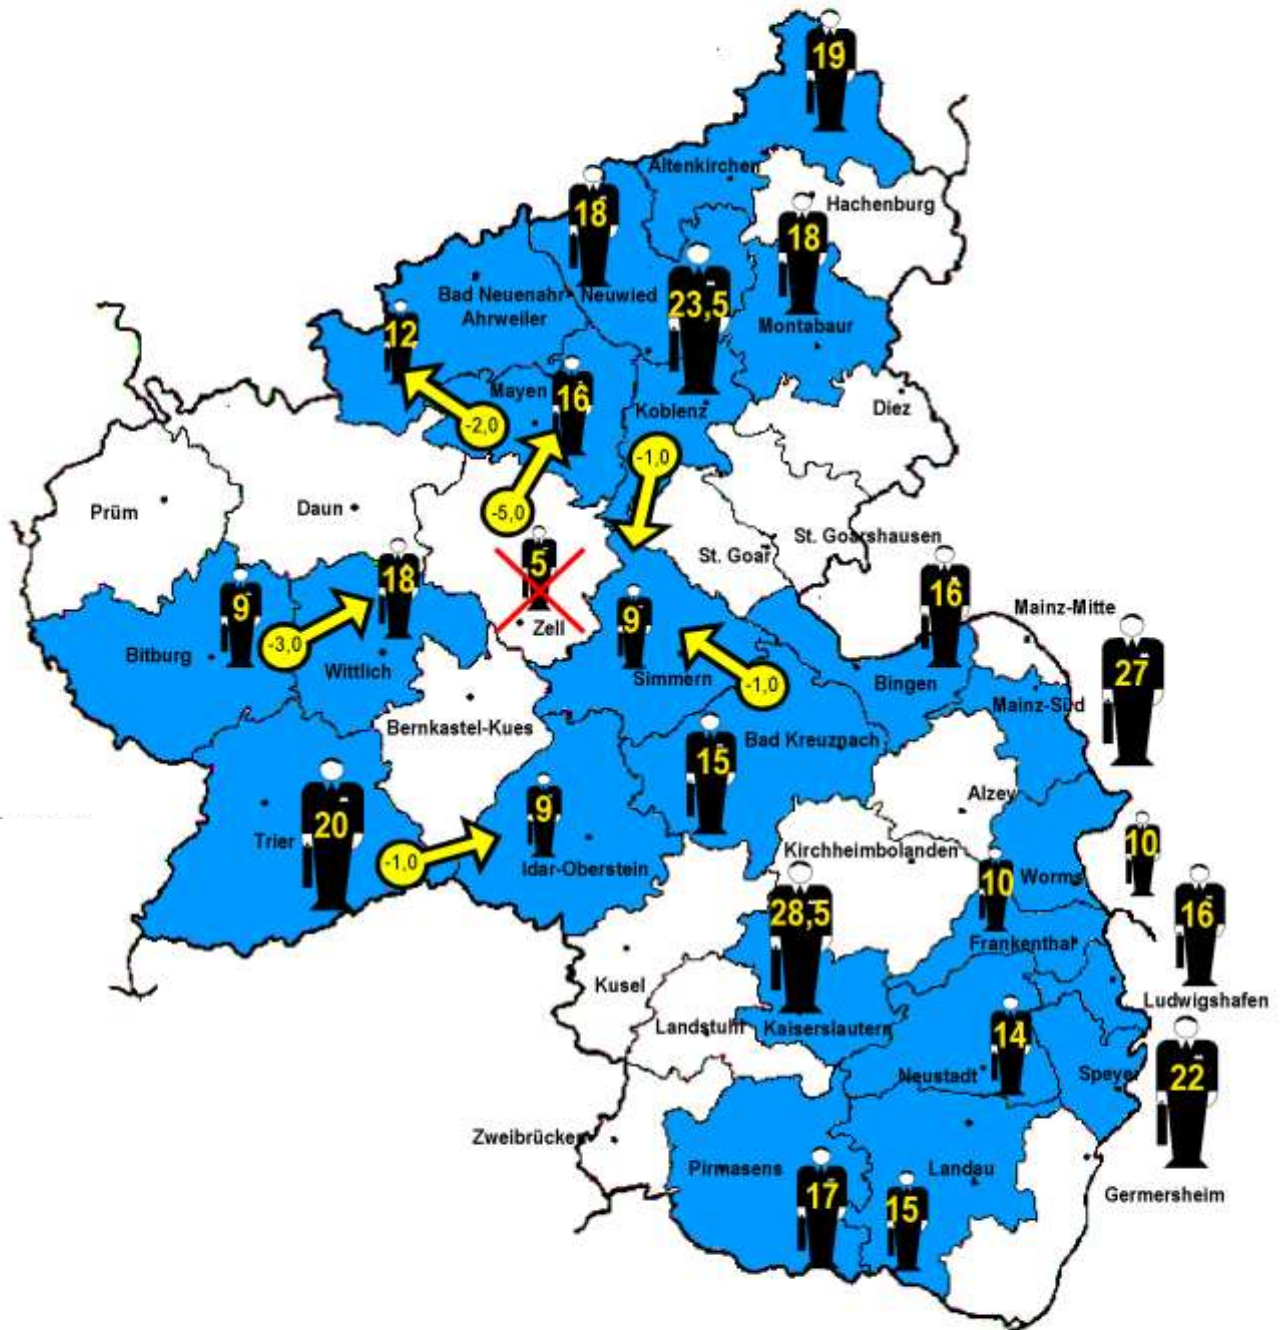 19
Altenkirchen
Hachenburg
18
18
23,5
Bad Neuenahr-
Ahrweiler
Neuwied
Montabaur
12
Mayen
16
Koblenz
Diez
-2,0
-1,0
-5,0
Prüm
Daun
St. Goarshausen
St. Goar
5
Zell
18
9
-3,0
Bitburg
Wittlich
9
Simmern
-1,0
16
Bingen
Mainz-Mitte
27
Mainz-Süd
Bernkastel-Kues
Bad Kreuzpach
15
Alzey
20
Trier
-1,0
9
Idar-Oberstein
Kirchheimbolanden
10
Worms
10
28,5
Frankenthal
16
Ludwigshafen
Kusel
Landstuhl
Kaiserslautern
14
Neustadt
Speyer
22
Zweibrücken
Pirmasens
17
Landau
15
Germersheim